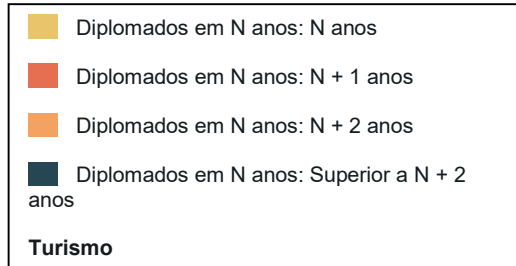 Diplomados em N anos: N anos
Diplomados em N anos: N + 1 anos
Diplomados em N anos: N + 2 anos
Diplomados em N anos: Superior a N + 2
anos
Turismo